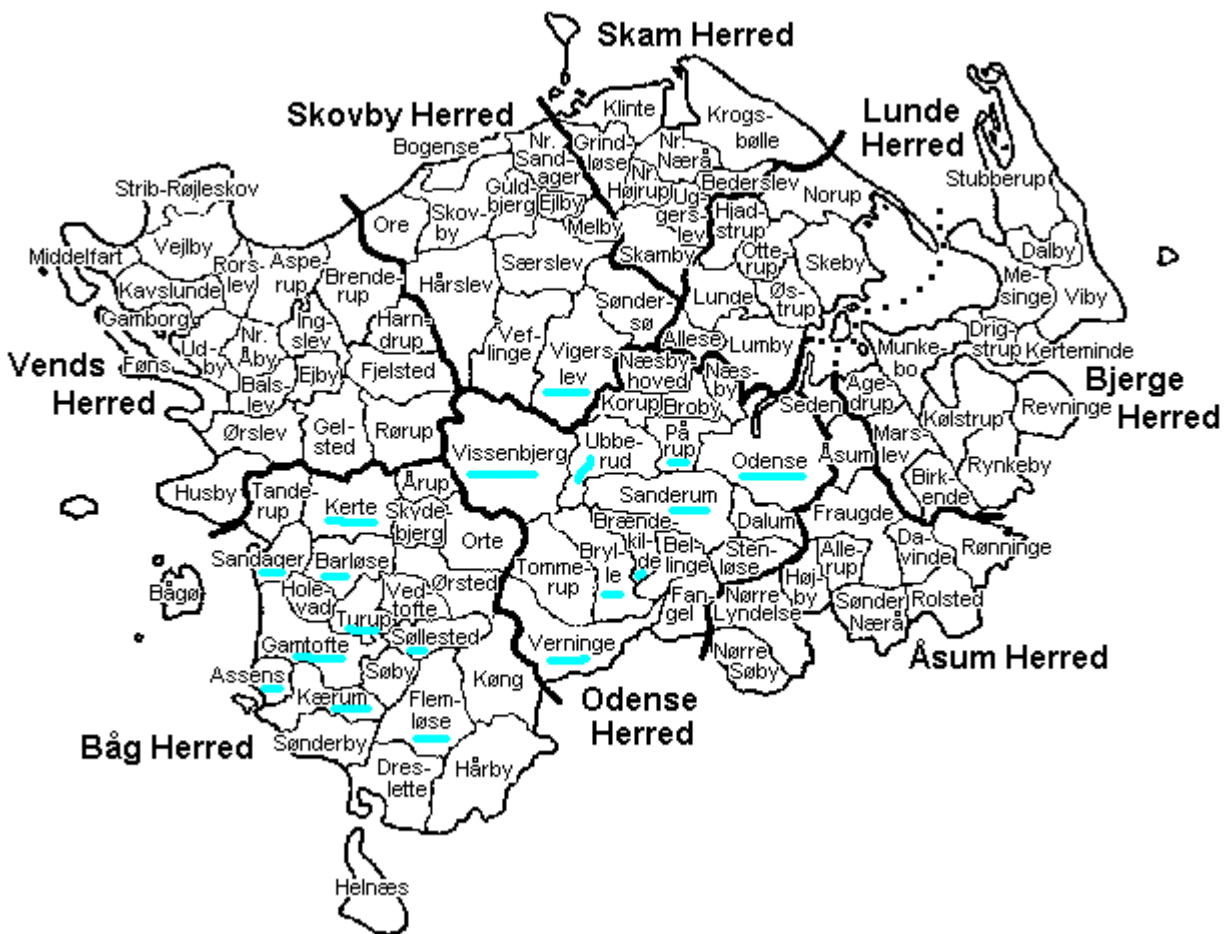 Skam Herred
Skovby Herred
Klinte
Krogs-
bølle
Lunde
Herred
Bogense
Nr.
Sand-
ager
Grind-
løse
Nr.
Nærå
Nr.
Højrup
Bederslev
Norup
Stubberup
Strib-Røjleskov
Guld-
bjerg
Ejlby
Ug-
gers-
lev
Hjad-
strup
Ore
Skov-
by
Melby
Skamby
Otte-
rup
Skeby
Dalby
Middelfart
Vejlby
Rors-
lev
Aspe-
rup
Brende-
rup
Hårslev
Særslev
Lunde
Øs-
trup
Me-
singe
Viby
Kavslunde
Gamborg
Nr.
Åby
Ing-
slev
Harn-
drup
Sønder-
sø
Allese
Lumby
Drig-
strup
Kerteminde
Vends
Herred
Føns
Ud-
by
Bals-
lev
Ejby
Fjelsted
Vef-
linge
Vigers-
lev
Næsby-
hoved
Næs-
by
Munke-
bo
Bjerge
Herred
Korup
Broby
Seden
Age-
drup
Kølstrup
Revninge
Ørslev
Gel-
sted
Rørup
Vissenbjerg
Ubbe-
rud
På
rup
Odense
Åsum
Mars-
lev
Rynkeby
Husby
Tande-
rup
Kerte
Årup
Sanderum
Birk-
ende
Skyde-
bjerg
Orte
Brænde-
kil-
de
Dalum
Fraugde
Sandager
Barløse
Tomme-
rup
Bryl-
le
Bel-
linge
Sten-
løse
Høj-
by
Alle-
rup
Da-
vinde
Rønninge
Bågø
Hole-
vad
Ved-
tofte
Ørsted
Fan-
gel
Nørre
Lyndelse
Sønder
Nærå
Rolsted
Turup
Søllested
Gamtofte
Verninge
Nørre
Søby
Åsum Herred
Assens
Søby
Køng
Kærum
Flem-
løse
Odense
Herred
Båg Herred
Sønderby
Dres-
lette
Hårby
Helnæs